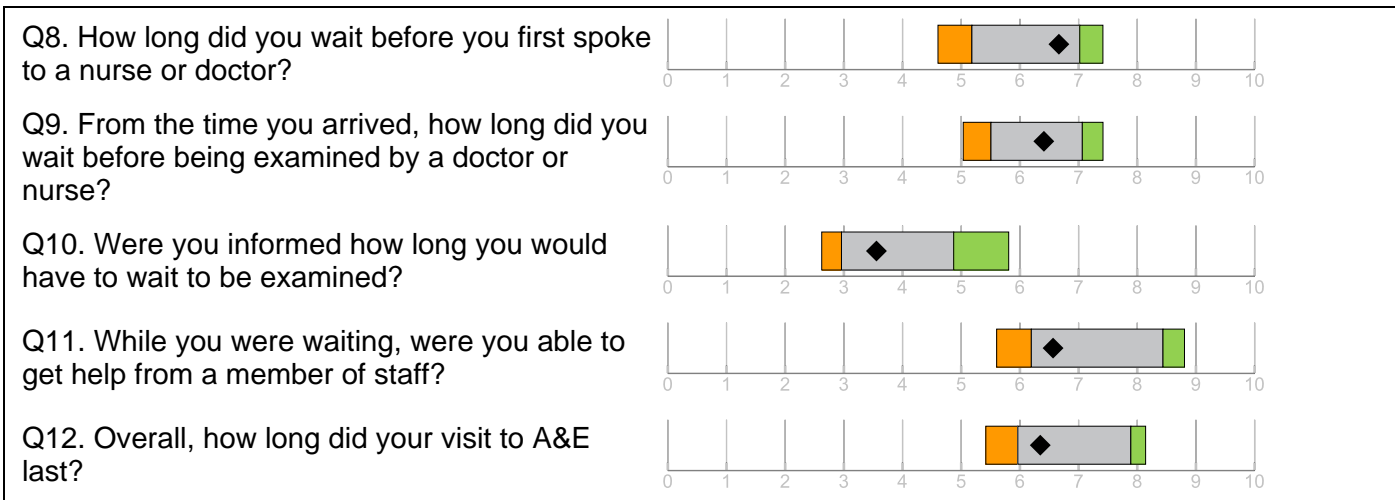 Q8. How long did you wait before you first spoke
to a nurse or doctor?
0 1 2 3 4 5 6 7 8 9 10
Q9. From the time you arrived, how long did you
wait before being examined by a doctor or
nurse?
0 1 2 3 4 5 6 7 8 9 10
Q10. Were you informed how long you would
have to wait to be examined?
0 1 2 3 4 5 6 7 8 9 10
Q11. While you were waiting, were you able to
get help from a member of staff?
0 1 2 3 4 5 6 7 8 9 10
Q12. Overall, how long did your visit to A&E
last?
0 1 2 3 4 5 6 7 8 9 10